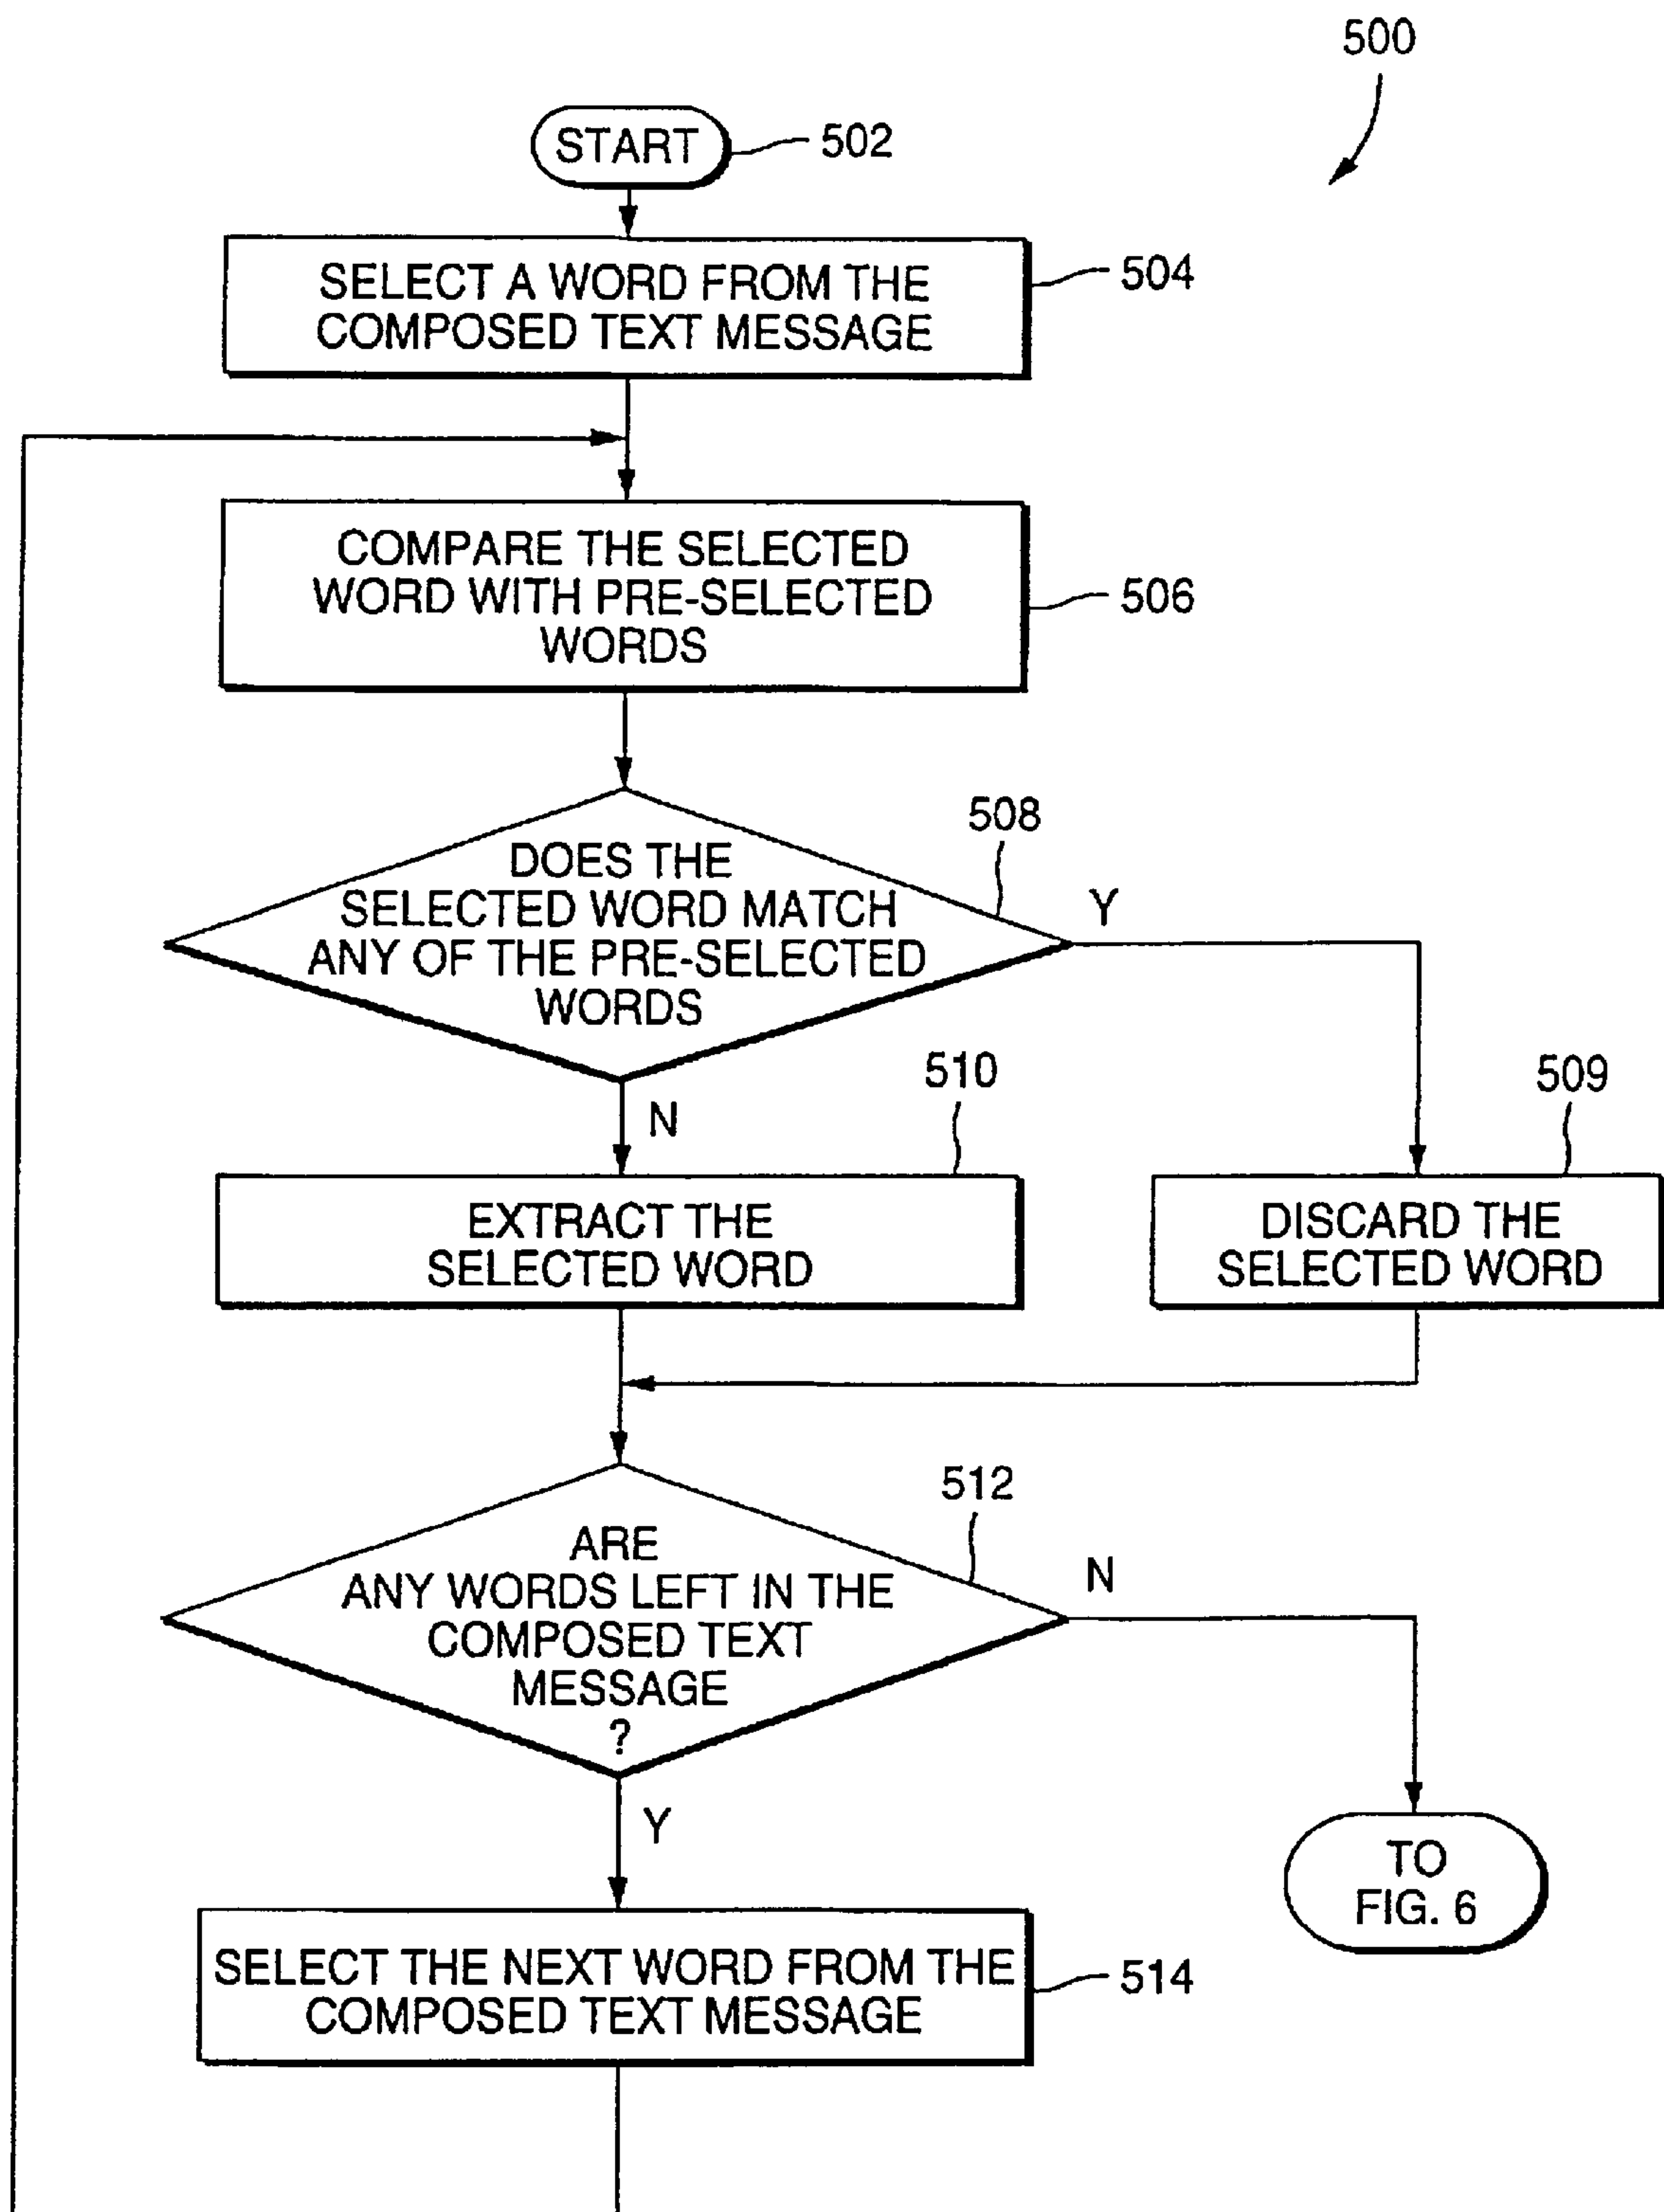 500
START
502
SELECT A WORD FROM THE
COMPOSED TEXT MESSAGE
504
COMPARE THE SELECTED
WORD WITH PRE-SELECTED
WORDS
506
508
DOES THE
SELECTED WORD MATCH
ANY OF THE PRE-SELECTED
WORDS
Y
N
510
EXTRACT THE
SELECTED WORD
509
DISCARD THE
SELECTED WORD
512
ARE
ANY WORDS LEFT IN THE
COMPOSED TEXT
MESSAGE
?
N
Y
TO
FIG. 6
SELECT THE NEXT WORD FROM THE
COMPOSED TEXT MESSAGE
514